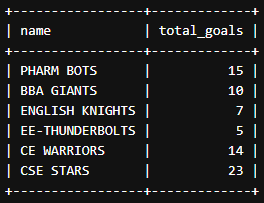 +-----------------+-------------+
| name            | total_goals |
+-----------------+-------------+
| PHARM BOTS      |          15 |
| BBA GIANTS      |          10 |
| ENGLISH KNIGHTS |           7 |
| EE-THUNDERBOLTS |           5 |
| CE WARRIORS     |          14 |
| CSE STARS       |          23 |
+-----------------+-------------+